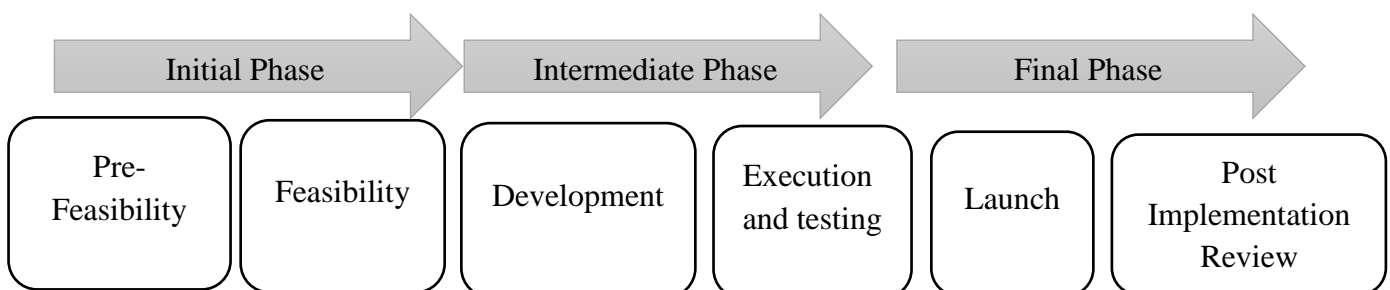 Initial Phase
Intermediate Phase
Final Phase
Pre-
Feasibility
Feasibility
Development
Execution
and testing
Launch
Post
Implementation
Review